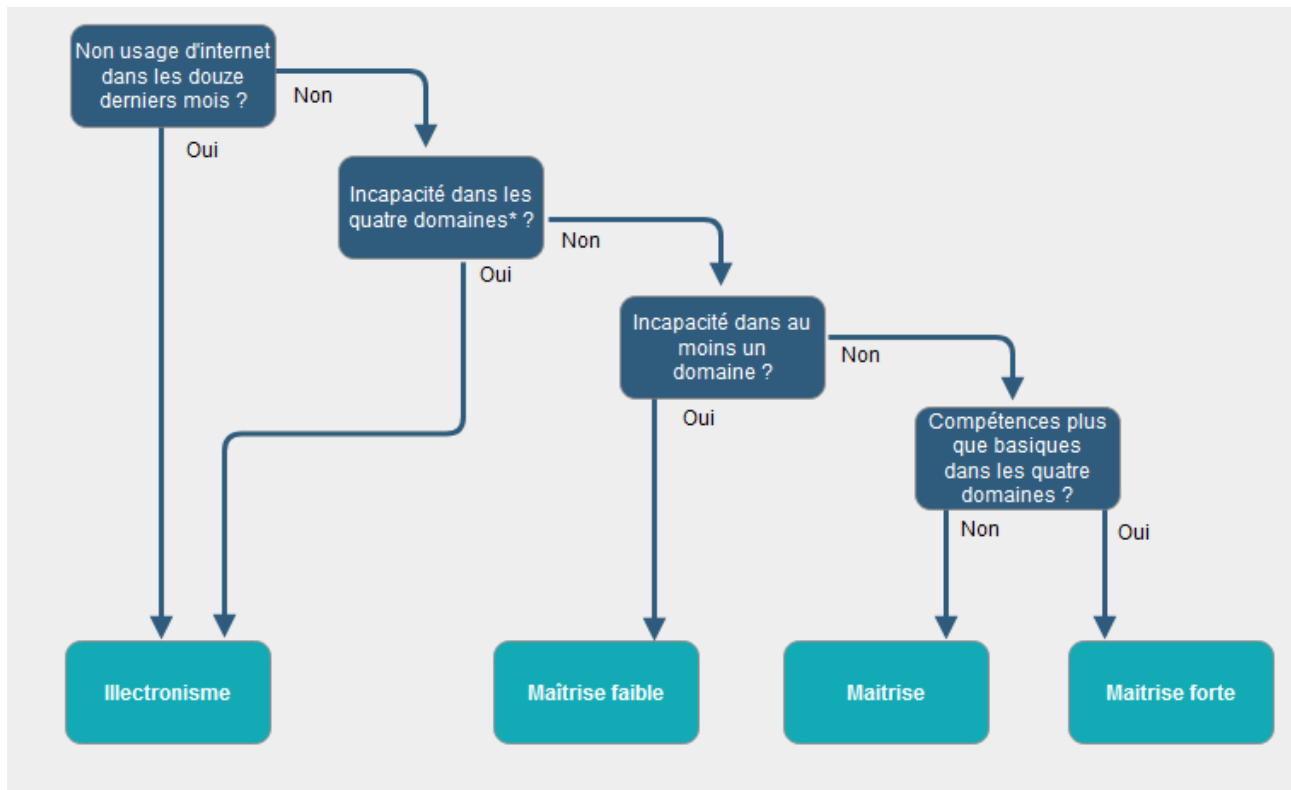 Non usage d'internet
dans les douze
derniers mois ?
Non
Oui
Incapacité dans les
quatre domaines* ?
Non
Oui
Incapacité dans au
moins un
domaine ?
Non
Oui
Compétences plus
que basiques
dans les quatre
domaines ?
Non
Oui
Illectronisme
Maîtrise faible
Maitrise
Maitrise forte